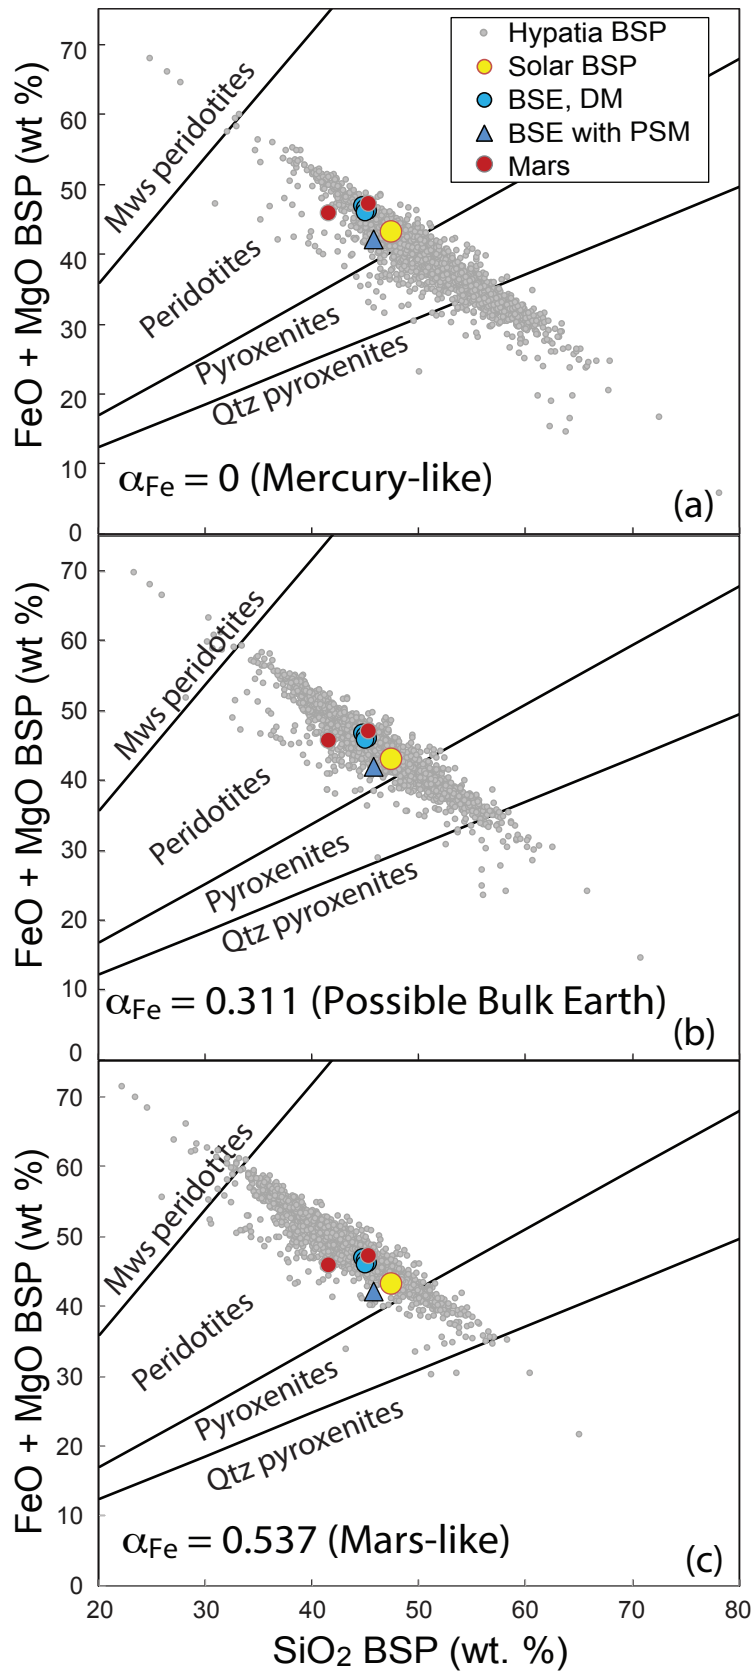 FeO + MgO BSP (wt %)
70
60
50
40
30
20
10
0
Hypatia BSP
Solar BSP
BSE, DM
BSE with PSM
Mars
Mws peridotites
Peridotites
Pyroxenites
Qtz pyroxenites
αFe = 0 (Mercury-like)
(a)
FeO + MgO BSP (wt %)
70
60
50
40
30
20
10
0
Mws peridotites
Peridotites
Pyroxenites
Qtz pyroxenites
αFe = 0.311 (Possible Bulk Earth)
(b)
FeO + MgO BSP (wt %)
70
60
50
40
30
20
10
0
Mws peridotites
Peridotites
Pyroxenites
Qtz pyroxenites
αFe = 0.537 (Mars-like)
(c)
20 30 40 50 60 70 80
SiO2 BSP (wt. %)